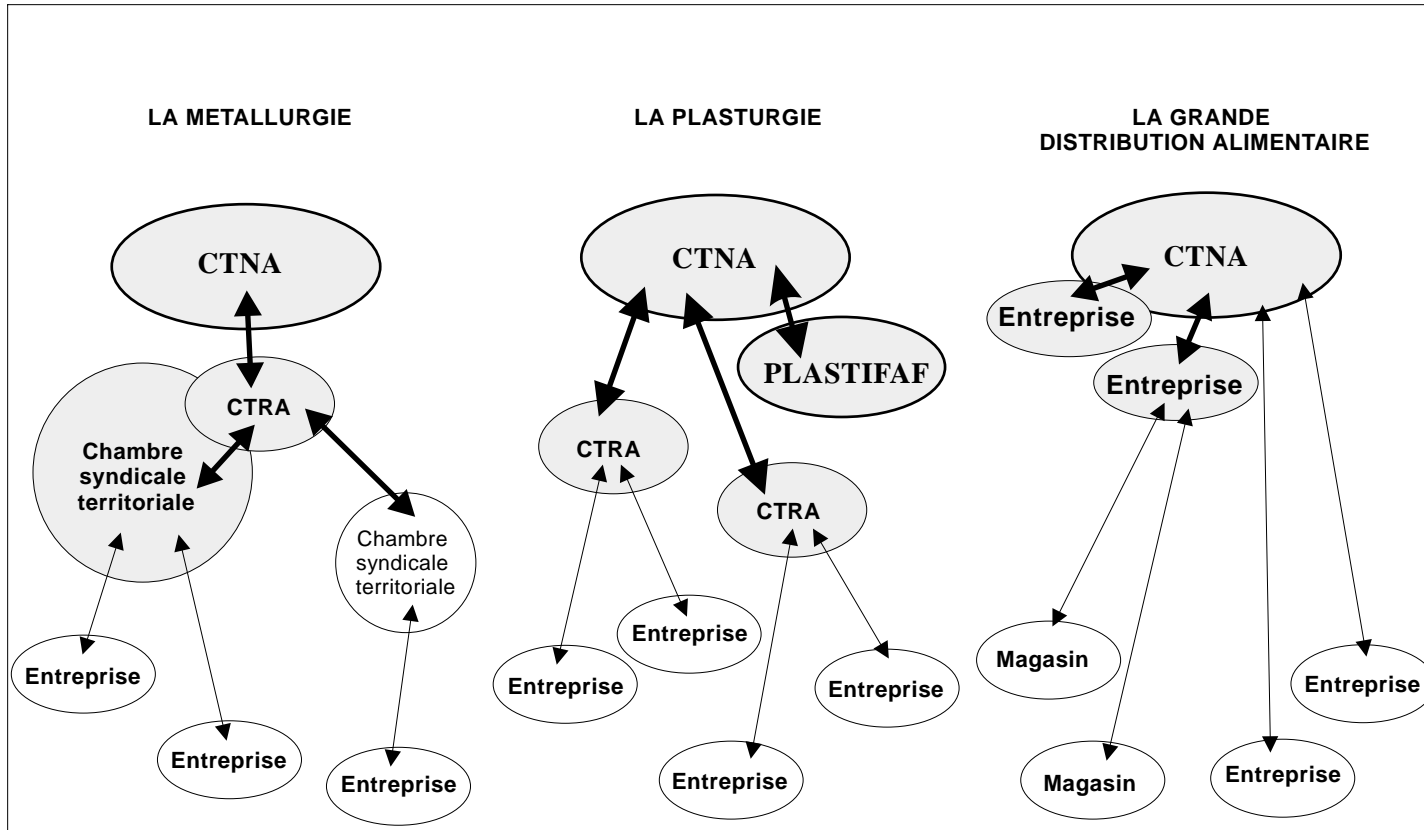 LA METALLURGIE
CTNA
CTRA
Chambre
syndicale
territoriale
Chambre
syndicale
territoriale
Entreprise
Entreprise
Entreprise
LA PLASTURGIE
CTNA
PLASTIFAF
CTRA
CTRA
Entreprise
Entreprise
Entreprise
Entreprise
LA GRANDE
DISTRIBUTION ALIMENTAIRE
CTNA
Entreprise
Entreprise
Magasin
Entreprise
Magasin
Entreprise